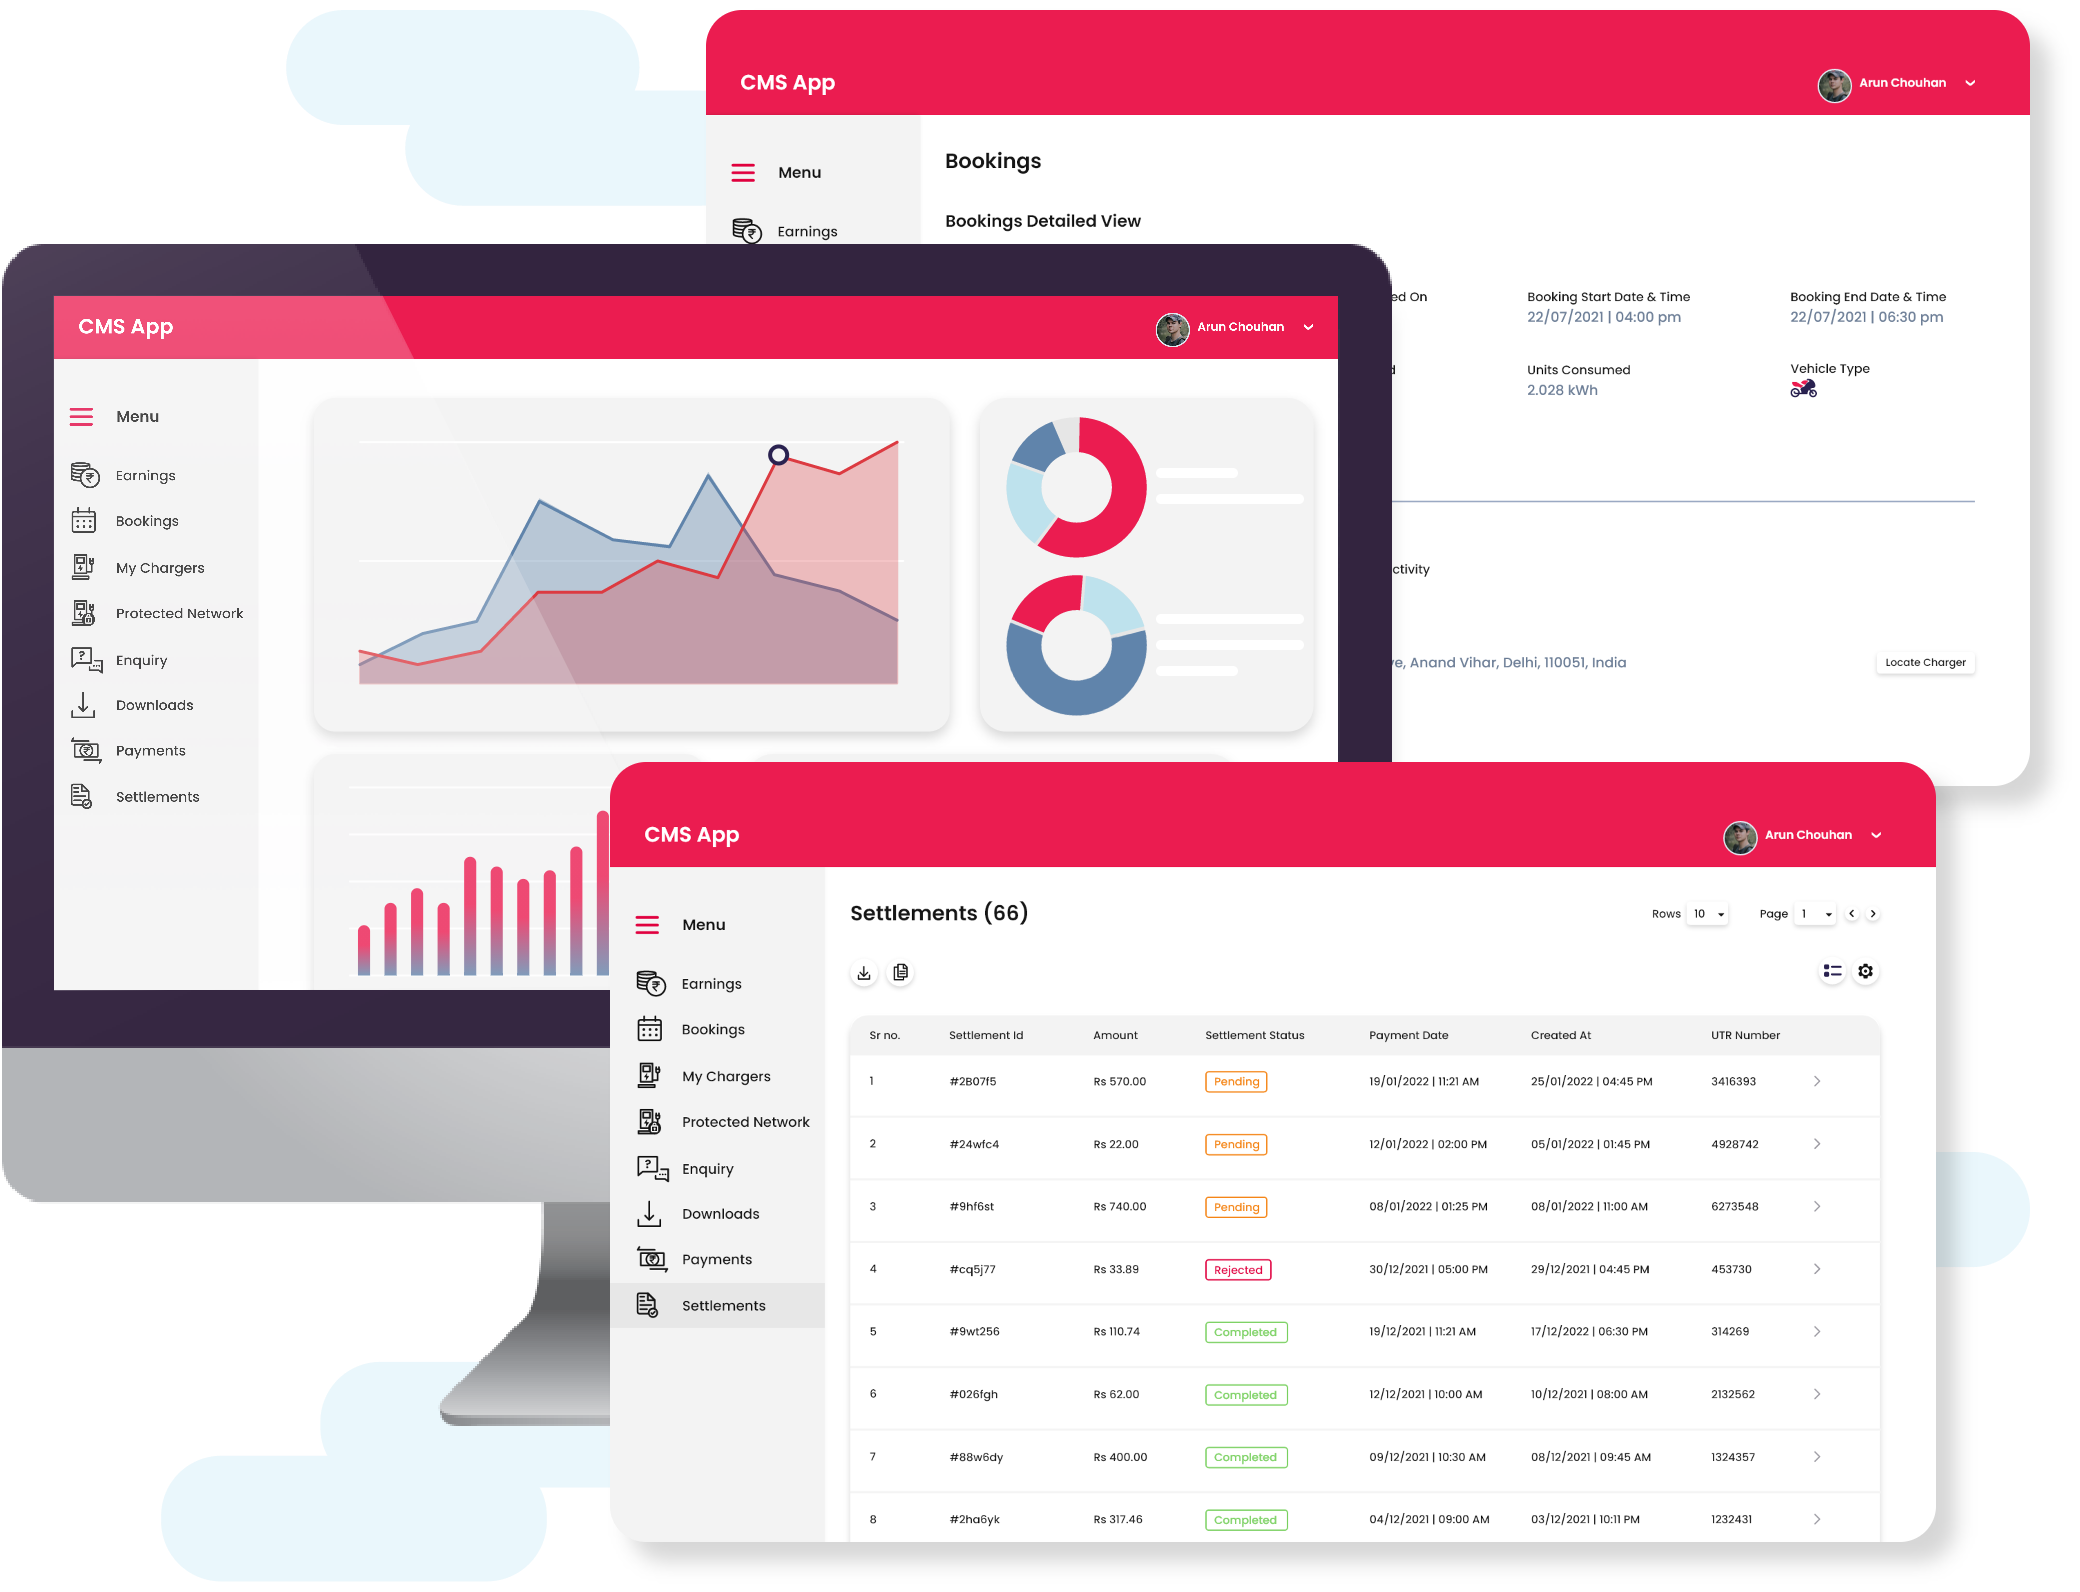 CMS App
Arun Chouhan
Menu
Earnings
Bookings
Bookings Detailed View
ed On
Booking Start Date & Time
22/07/2021 | 04:00 pm
Booking End Date & Time
22/07/2021 | 06:30 pm
Units Consumed
2.028 kWh
Vehicle Type
ctivity
Anand Vihar, Delhi, 110051, India
Locate Charger
CMS App
Arun Chouhan
Menu
Earnings
Bookings
My Chargers
Protected Network
Enquiry
Downloads
Payments
Settlements
CMS App
Arun Chouhan
Menu
Earnings
Bookings
My Chargers
Protected Network
Enquiry
Downloads
Payments
Settlements
Settlements (66)
Rows 10 Page 1
Sr no. Settlement Id Amount Settlement Status Payment Date Created At UTR Number
1 #2B07f5 Rs 570.00 Pending 19/01/2022 | 11:21 AM 25/01/2022 | 04:45 PM 3416393
2 #24wfc4 Rs 22.00 Pending 12/01/2022 | 02:00 PM 05/01/2022 | 01:45 PM 4928742
3 #9hf6st Rs 740.00 Pending 08/01/2022 | 01:25 PM 08/01/2022 | 11:00 AM 6273548
4 #cq5j77 Rs 33.89 Rejected 30/12/2021 | 05:00 PM 29/12/2021 | 04:45 PM 453730
5 #9wt256 Rs 110.74 Completed 19/12/2021 | 11:21 AM 17/12/2022 | 06:30 PM 314269
6 #026fgh Rs 62.00 Completed 12/12/2021 | 10:00 AM 10/12/2021 | 08:00 AM 2132562
7 #88w6dy Rs 400.00 Completed 09/12/2021 | 10:30 AM 08/12/2021 | 09:45 AM 1324357
8 #2ha6yk Rs 317.46 Completed 04/12/2021 | 09:00 AM 03/12/2021 | 10:11 PM 1232431